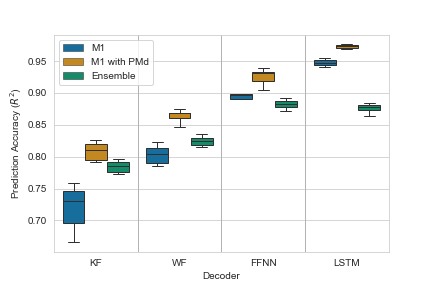 M1
M1 with PMd
Ensemble
Prediction Accuracy (R²)
0.95
0.90
0.85
0.80
0.75
0.70
KF
WF
FFNN
LSTM
Decoder